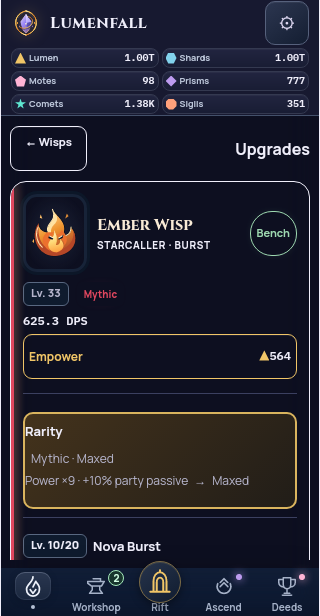 LUMENFALL
Lumen 1.00T
Shards 1.00T
Motes 98
Prisms 777
Comets 1.38K
Sigils 351
← Wisps
Upgrades
EMBER WISP
STARCALLER · BURST
Bench
Lv. 33 Mythic
625.3 DPS
Empower 564
Rarity
Mythic · Maxed
Power ×9 · +10% party passive → Maxed
Lv. 10/20 Nova Burst
2
Workshop
Rift
Ascend
Deeds